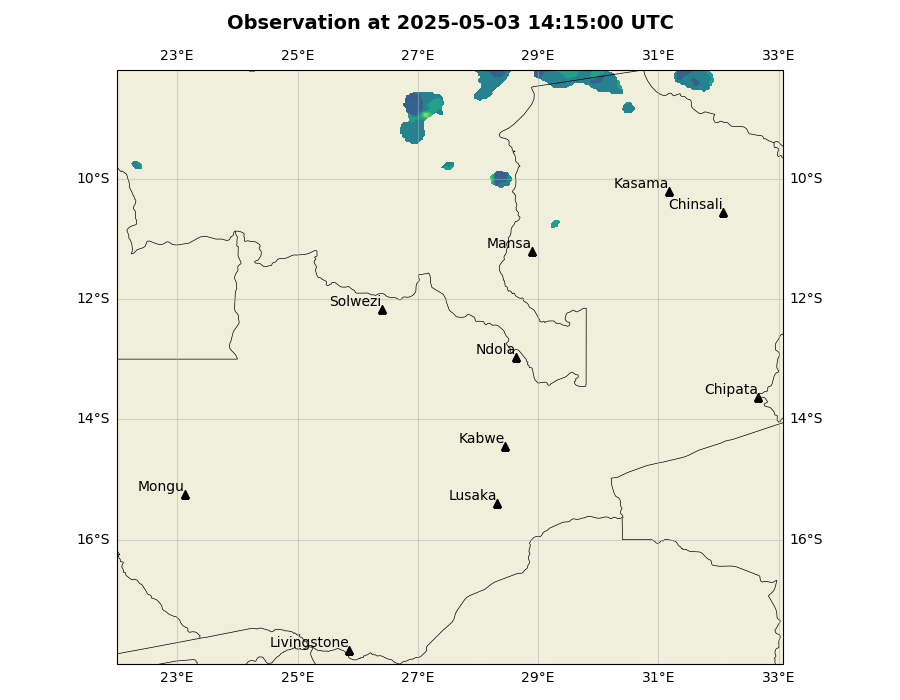 Observation at 2025-05-03 14:15:00 UTC
23°E 25°E 27°E 29°E 31°E 33°E
10°S 10°S
Kasama
Chinsali
Mansa
12°S 12°S
Solwezi
Ndola
Chipata
14°S 14°S
Kabwe
Mongu
Lusaka
16°S 16°S
Livingstone
23°E 25°E 27°E 29°E 31°E 33°E